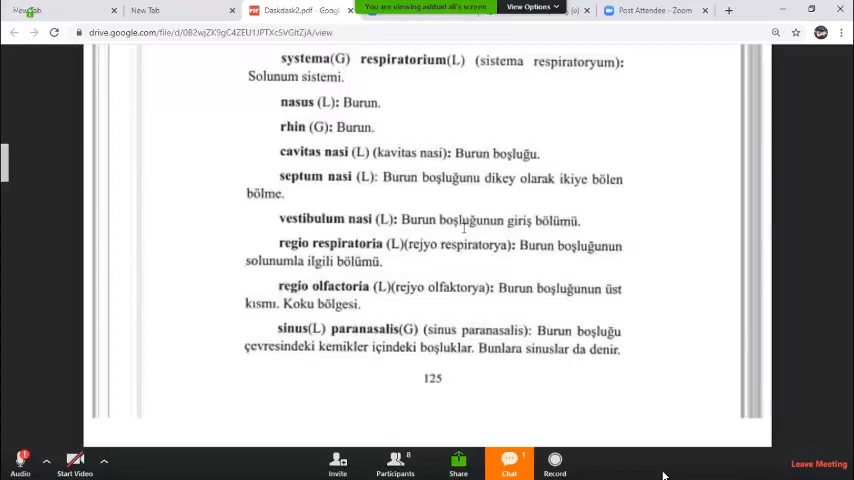 New Tab
New Tab
Daskdask2.pdf - Googl
You are viewing ashhad ali's screen
View Options
Post Attendee - Zoom
drive.google.com/file/d/0B2wjZK9gC4ZEU1JPTXc5VGltZjA/view
systema(G) respiratorium(L) (sistema respiratoryum):
Solunum sistemi.
nasus (L): Burun.
rhin (G): Burun.
cavitas nasi (L) (kavitas nasi): Burun boşluğu.
septum nasi (L): Burun boşluğunu dikey olarak ikiye bölen
bölme.
vestibulum nasi (L): Burun boşluğunun giriş bölümü.
regio respiratoria (L)(rejyo respiratorya): Burun boşluğunun
solunumla ilgili bölümü.
regio olfactoria (L)(rejyo olfaktorya): Burun boşluğunun üst
kısmı. Koku bölgesi.
sinus(L) paranasalis(G) (sinus paranasalis): Burun boşluğu
çevresindeki kemikler içindeki boşluklar. Bunlara sinuslar da denir.
125
Audio
Start Video
Invite
Participants
8
Share
Chat
1
Record
Leave Meeting